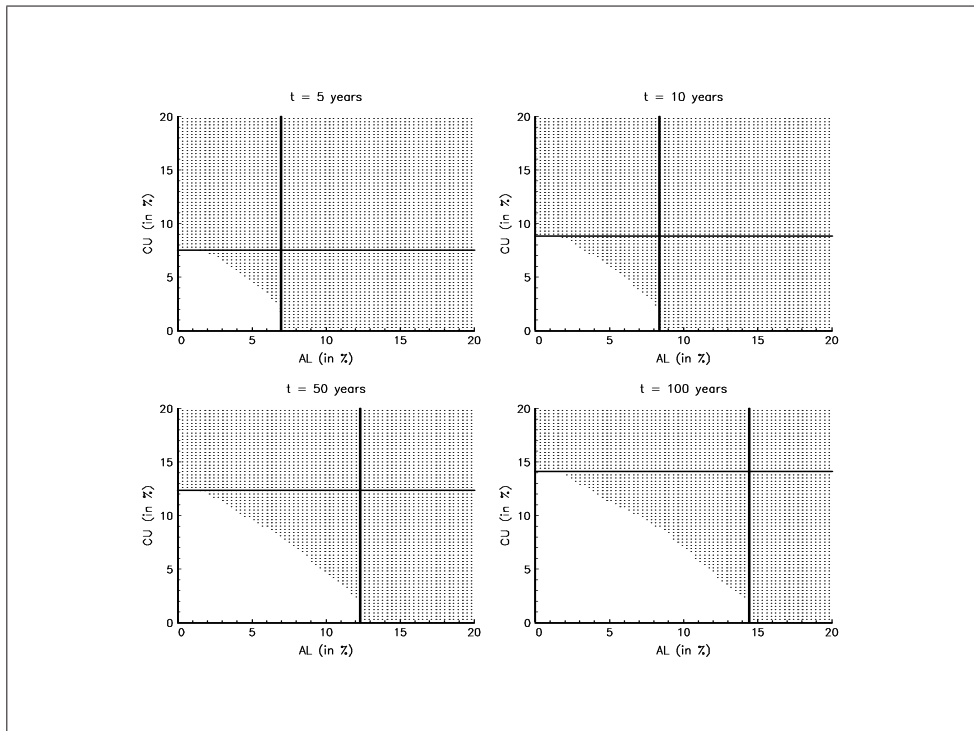 t = 5 years
20
15
10
5
0
CU (in %)
0 5 10 15 20
AL (in %)
t = 10 years
20
15
10
5
0
CU (in %)
0 5 10 15 20
AL (in %)
t = 50 years
20
15
10
5
0
CU (in %)
0 5 10 15 20
AL (in %)
t = 100 years
20
15
10
5
0
CU (in %)
0 5 10 15 20
AL (in %)